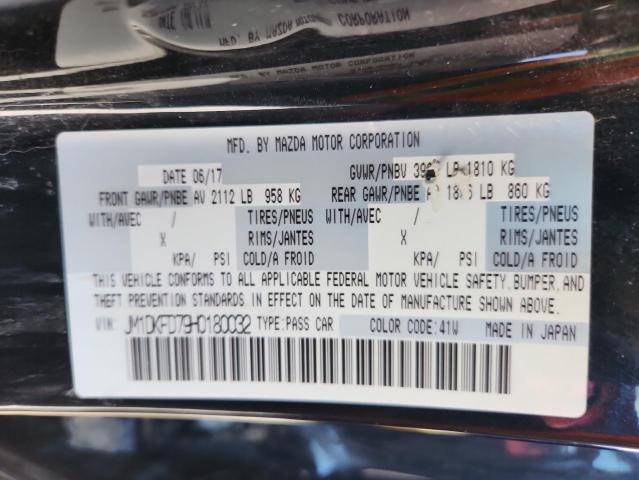 MFD. BY MAZDA MOTOR CORPORATION
DATE 06/17 GVWR/PNBV LB 1810 KG
FRONT GAWR/PNBE AV 2112 LB 958 KG REAR GAWR/PNBE LB 860 KG
WITH/AVEC / TIRES/PNEUS WITH/AVEC / TIRES/PNEUS
X RIMS/JANTES X RIMS/JANTES
KPA/ PSI COLD/A FROID KPA/ PSI COLD/A FROID
THIS VEHICLE CONFORMS TO ALL APPLICABLE FEDERAL MOTOR VEHICLE SAFETY, BUMPER, AND
THEFT PREVENTION STANDARDS IN EFFECT ON THE DATE OF MANUFACTURE SHOWN ABOVE.
VIN: JM1DKFD79H0180032 TYPE:PASS CAR COLOR CODE:41W MADE IN JAPAN